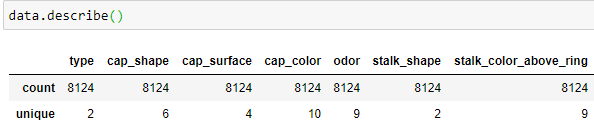 data.describe()
type cap_shape cap_surface cap_color odor stalk_shape stalk_color_above_ring
count 8124 8124 8124 8124 8124 8124 8124
unique 2 6 4 10 9 2 9